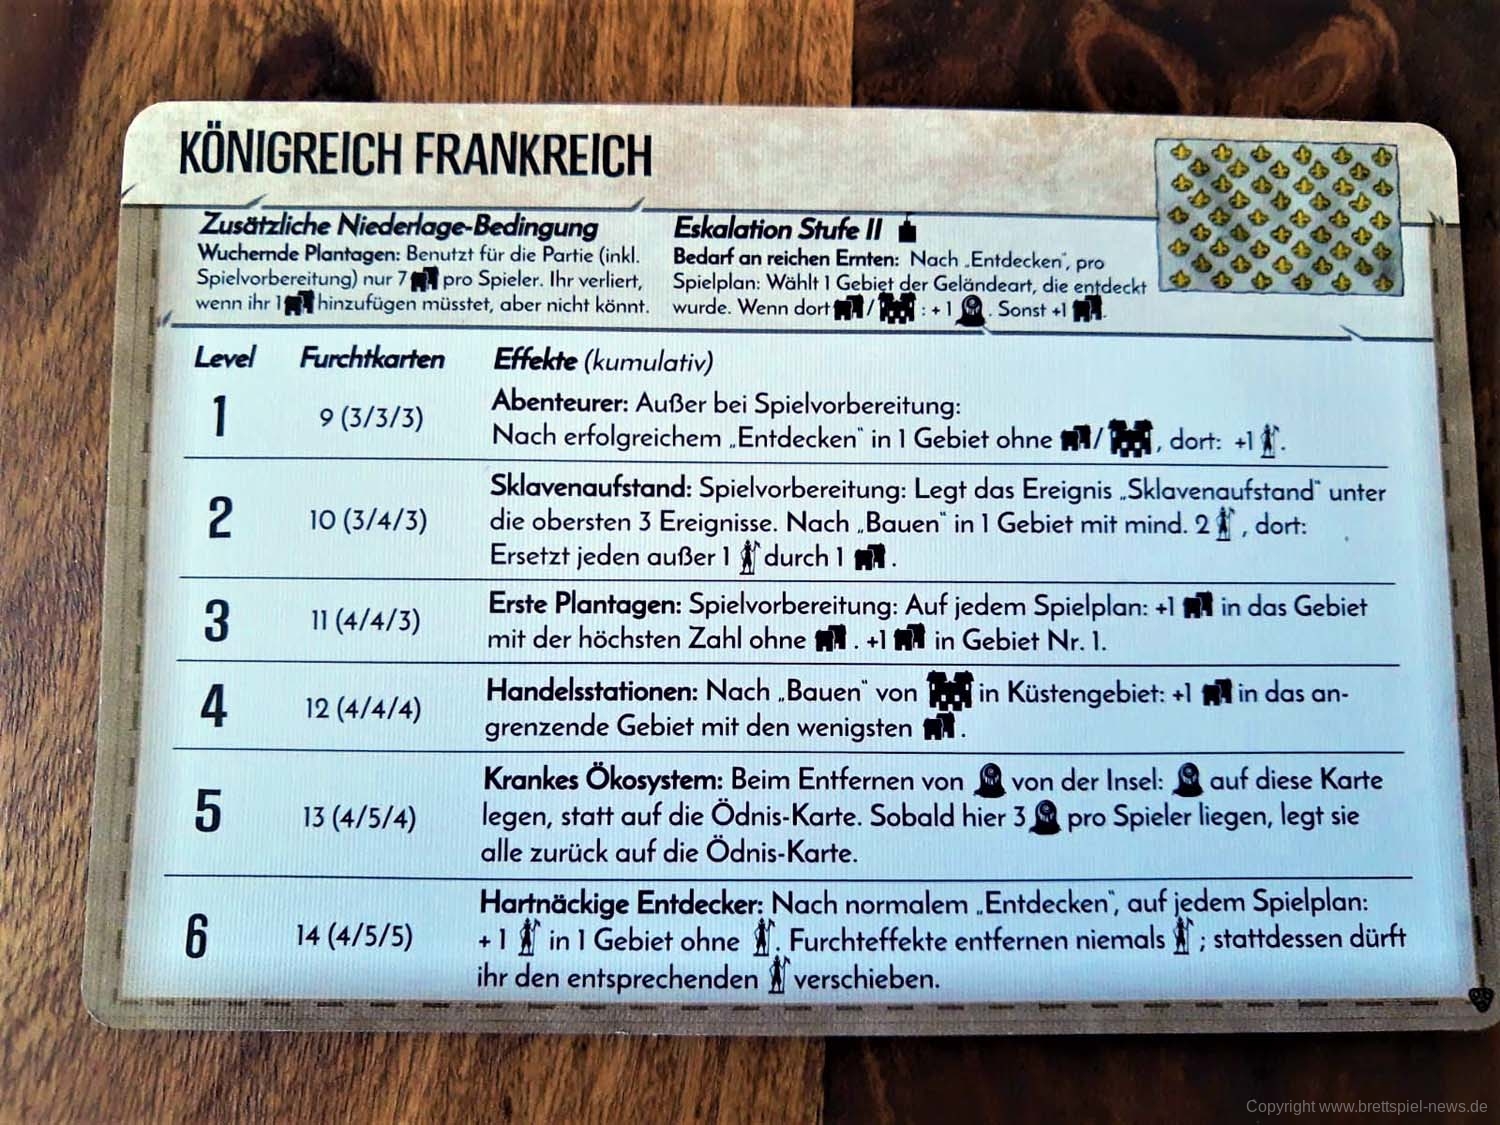 KÖNIGREICH FRANKREICH
Zusätzliche Niederlage-Bedingung
Wuchernde Plantagen: Benutzt für die Partie (inkl.
Spielvorbereitung) nur 7 pro Spieler. Ihr verliert,
wenn ihr 1 hinzufügen müsstet, aber nicht könnt.
Eskalation Stufe II
Bedarf an reichen Ernten: Nach „Entdecken“, pro
Spielplan: Wählt 1 Gebiet der Geländeart, die entdeckt
wurde. Wenn dort / : + 1 . Sonst +1 .
Level Furchtkarten Effekte (kumulativ)
1 9 (3/3/3) Abenteurer: Außer bei Spielvorbereitung:
Nach erfolgreichem „Entdecken“ in 1 Gebiet ohne / , dort: +1 .
2 10 (3/4/3) Sklavenaufstand: Spielvorbereitung: Legt das Ereignis „Sklavenaufstand“ unter
die obersten 3 Ereignisse. Nach „Bauen“ in 1 Gebiet mit mind. 2 , dort:
Ersetzt jeden außer 1 durch 1 .
3 11 (4/4/3) Erste Plantagen: Spielvorbereitung: Auf jedem Spielplan: +1 in das Gebiet
mit der höchsten Zahl ohne . +1 in Gebiet Nr. 1.
4 12 (4/4/4) Handelsstationen: Nach „Bauen“ von in Küstengebiet: +1 in das an-
grenzende Gebiet mit den wenigsten .
5 13 (4/5/4) Krankes Ökosystem: Beim Entfernen von von der Insel: auf diese Karte
legen, statt auf die Ödnis-Karte. Sobald hier 3 pro Spieler liegen, legt sie
alle zurück auf die Ödnis-Karte.
6 14 (4/5/5) Hartnäckige Entdecker: Nach normalem „Entdecken“, auf jedem Spielplan:
+ 1 in 1 Gebiet ohne . Furchteffekte entfernen niemals ; stattdessen dürft
ihr den entsprechenden verschieben.
Copyright www.brettspiel-news.de